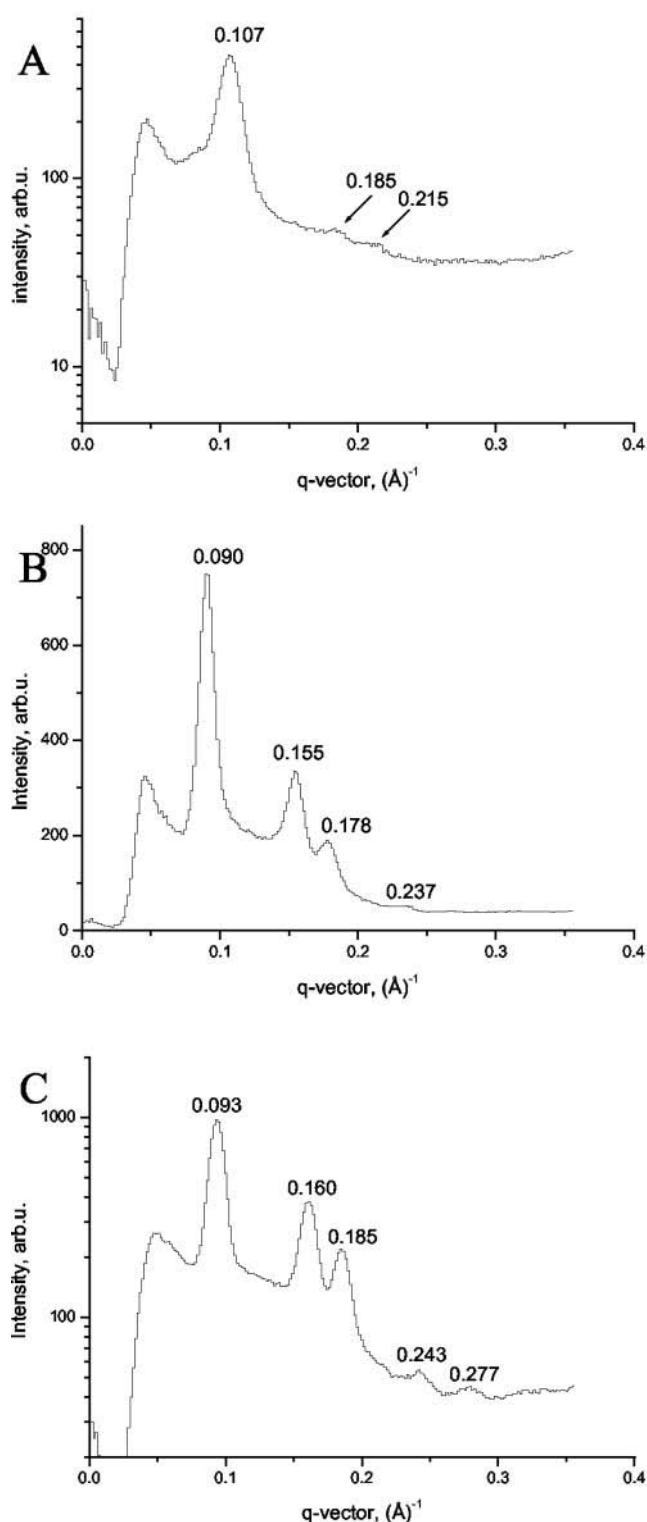 A
0.107
0.185
0.215
100
10
intensity, arb.u.
0.0 0.1 0.2 0.3 0.4
q-vector, (Å)-1
B
0.090
0.155
0.178
0.237
800
600
400
200
0
Intensity, arb.u.
0.0 0.1 0.2 0.3 0.4
q-vector, (Å)-1
C
0.093
0.160
0.185
0.243
0.277
1000
100
Intensity, arb.u.
0.0 0.1 0.2 0.3 0.4
q-vector, (Å)-1